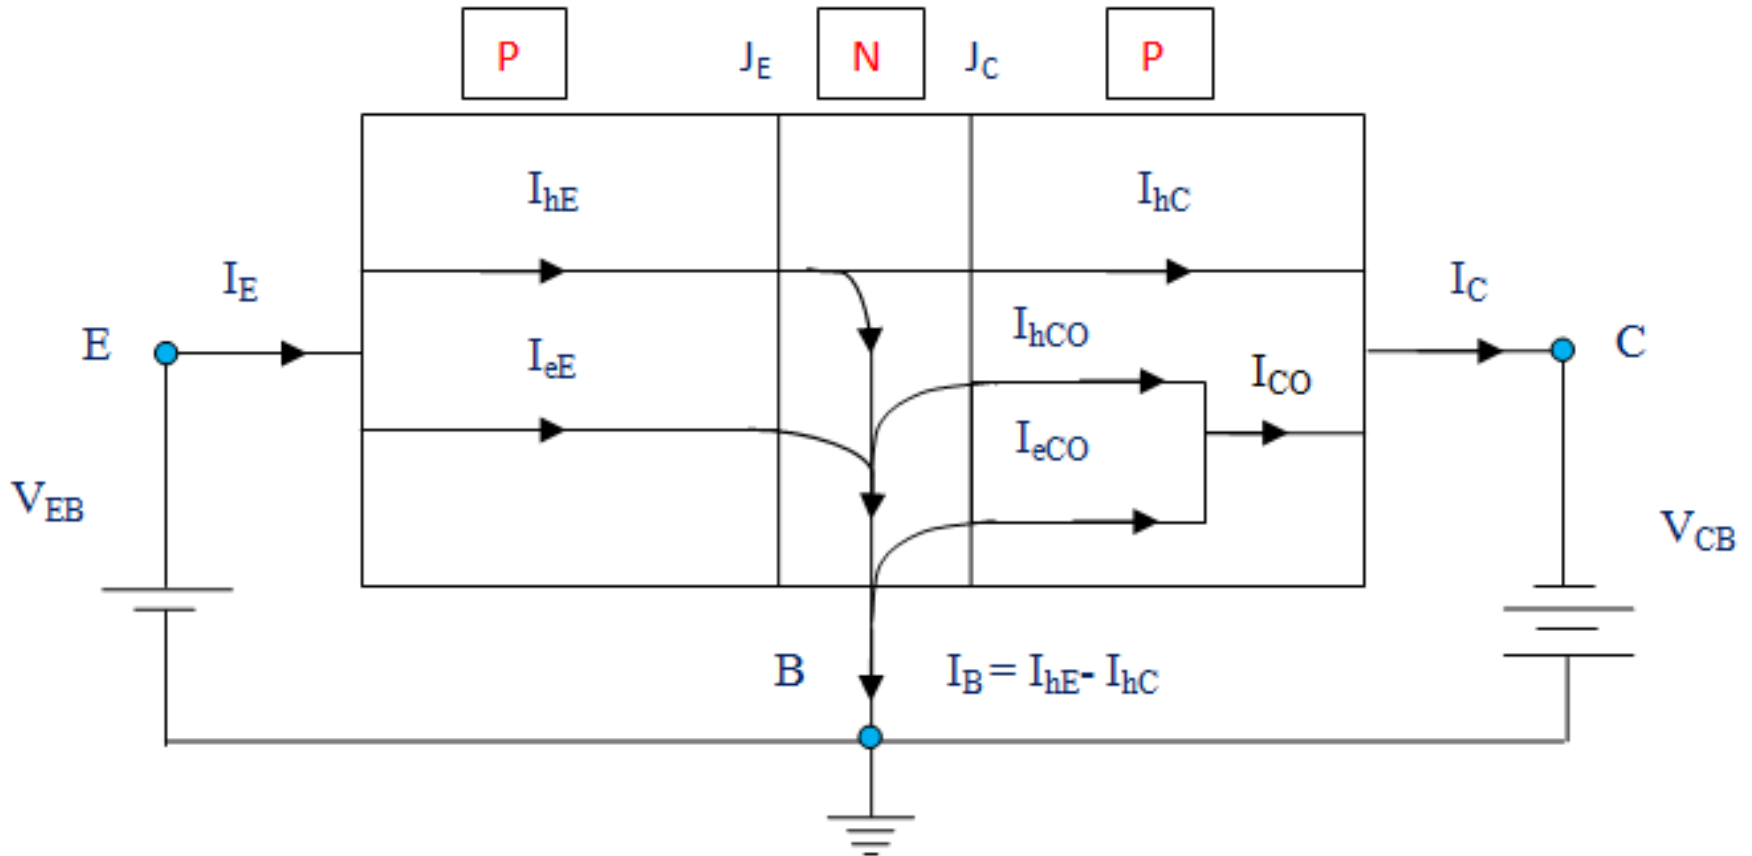 P
J_E
N
J_C
P
I_hE
I_hC
I_E
I_C
I_hCO
E
I_eE
C
I_CO
I_eCO
V_EB
V_CB
B
I_B = I_hE - I_hC